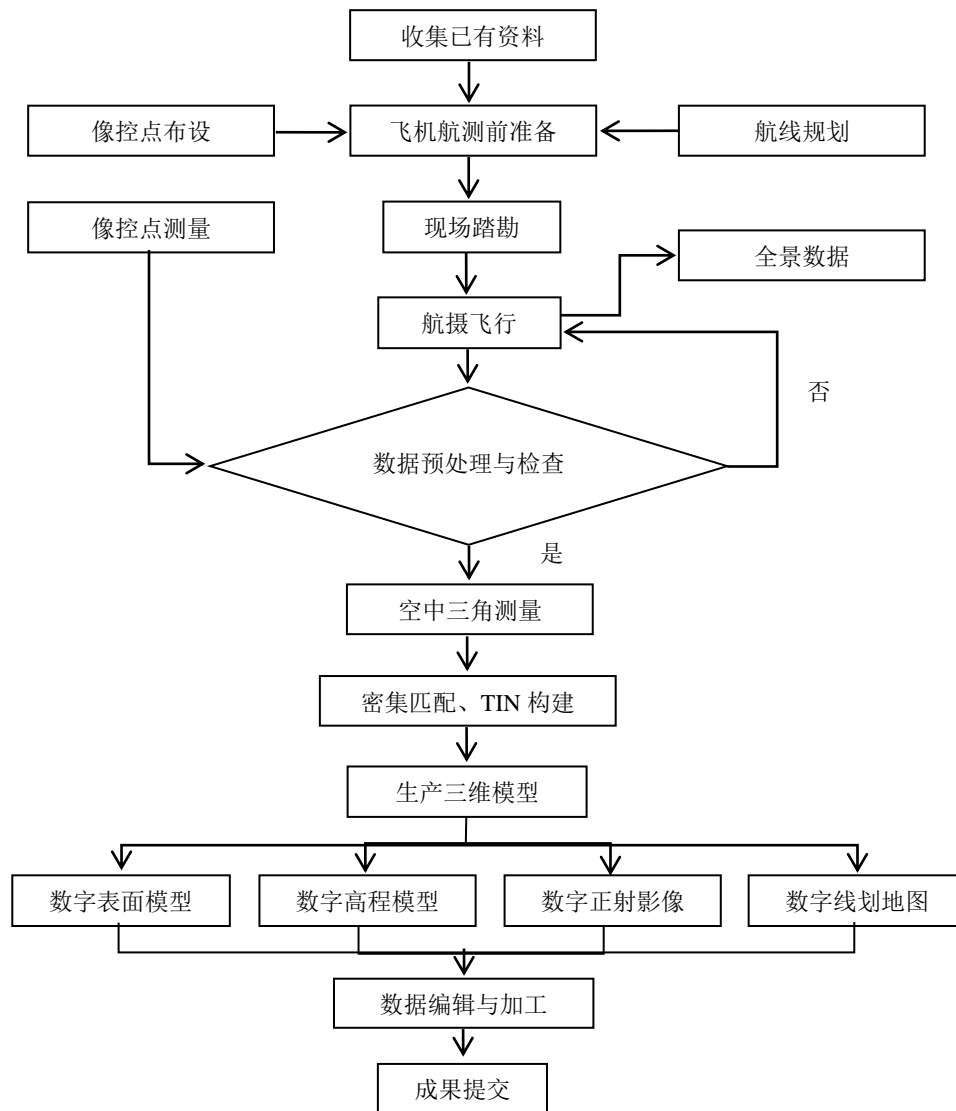 收集已有资料
像控点布设
飞机航测前准备
航线规划
像控点测量
现场踏勘
全景数据
航摄飞行
否
数据预处理与检查
是
空中三角测量
密集匹配、TIN 构建
生产三维模型
数字表面模型
数字高程模型
数字正射影像
数字线划地图
数据编辑与加工
成果提交